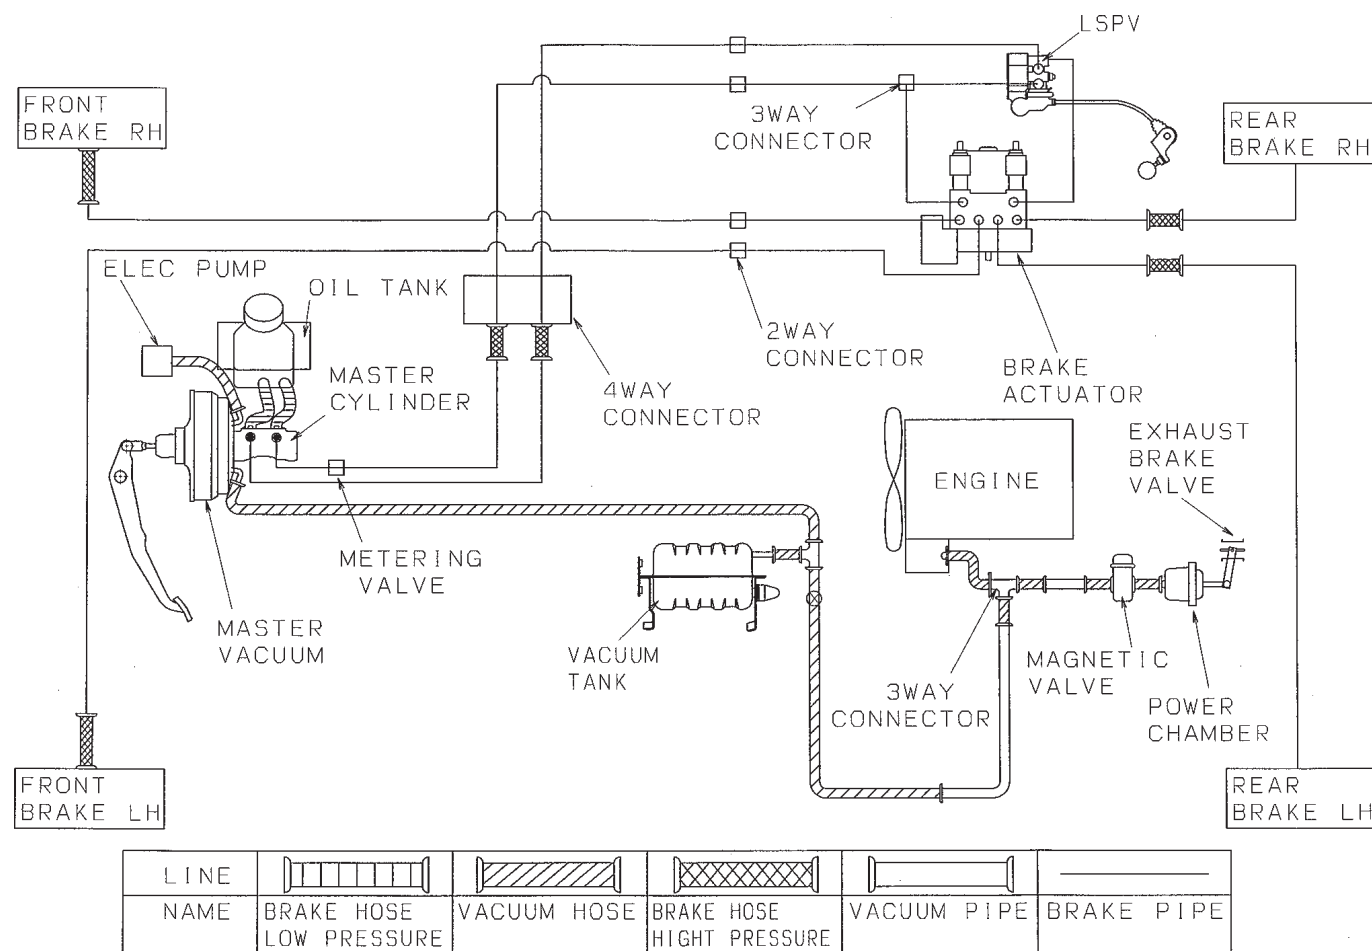 LSPV
FRONT
BRAKE RH
3WAY
CONNECTOR
REAR
BRAKE RH
ELEC PUMP
OIL TANK
2WAY
CONNECTOR
BRAKE
ACTUATOR
MASTER
CYLINDER
4WAY
CONNECTOR
EXHAUST
BRAKE
VALVE
ENGINE
METERING
VALVE
MASTER
VACUUM
VACUUM
TANK
3WAY
CONNECTOR
MAGNETIC
VALVE
POWER
CHAMBER
FRONT
BRAKE LH
REAR
BRAKE LH
LINE
NAME
BRAKE HOSE
LOW PRESSURE
VACUUM HOSE
BRAKE HOSE
HIGHT PRESSURE
VACUUM PIPE
BRAKE PIPE